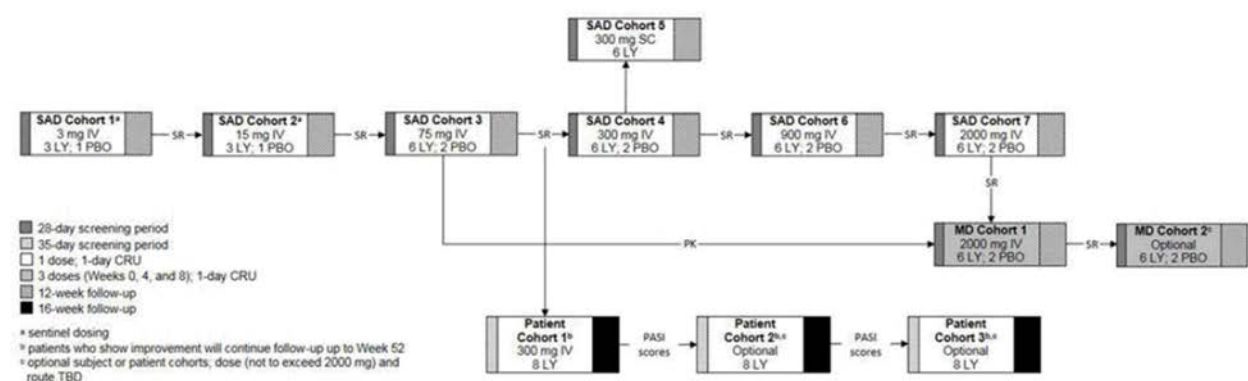 SAD Cohort 5
300 mg SC
6 LY
SAD Cohort 1ᵃ
3 mg IV
3 LY; 1 PBO
SR
SAD Cohort 2ᵃ
15 mg IV
3 LY; 1 PBO
SR
SAD Cohort 3
75 mg IV
6 LY; 2 PBO
SR
SAD Cohort 4
300 mg IV
6 LY; 2 PBO
SR
SAD Cohort 6
900 mg IV
6 LY; 2 PBO
SR
SAD Cohort 7
2000 mg IV
6 LY; 2 PBO
SR
PK
MD Cohort 1
2000 mg IV
6 LY; 2 PBO
SR
MD Cohort 2ᶜ
Optional
6 LY; 2 PBO
28-day screening period
35-day screening period
1 dose; 1-day CRU
3 doses (Weeks 0, 4, and 8); 1-day CRU
12-week follow-up
16-week follow-up
ᵃ sentinel dosing
ᵇ patients who show improvement will continue follow-up up to Week 52
ᶜ optional subject or patient cohorts; dose (not to exceed 2000 mg) and
route TBD
Patient
Cohort 1ᵇ
300 mg IV
8 LY
PASI
scores
Patient
Cohort 2ᵇ,ᶜ
Optional
8 LY
PASI
scores
Patient
Cohort 3ᵇ,ᶜ
Optional
8 LY